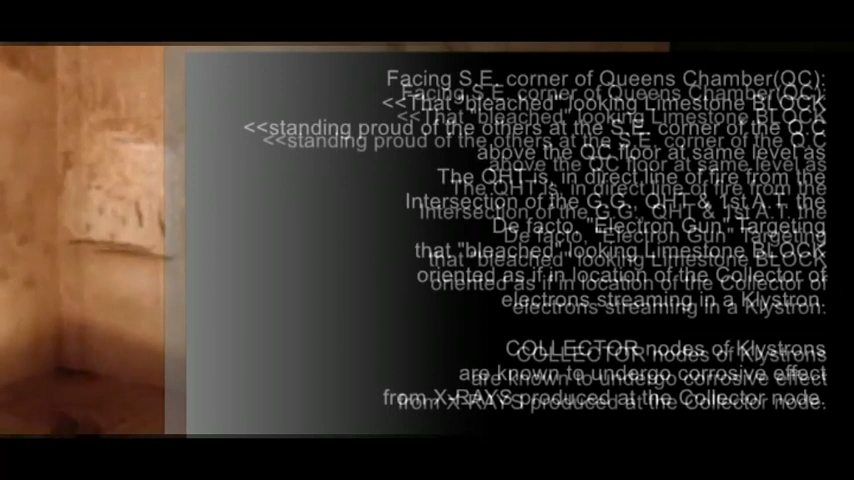 Facing S.E. corner of Queens Chamber(QC):
<<That "bleached" looking Limestone BLOCK
<<standing proud of the others at the S.E. corner of the Q.C
above the QC floor at same level as
The QHT is, in direct line of fire from the
Intersection of the G.G., QHT & 1st A.T. the
De facto, "Electron Gun" Targeting
that "bleached" looking Limestone BLOCK
oriented as if in location of the Collector of
electrons streaming in a Klystron.
COLLECTOR nodes of Klystrons
are known to undergo corrosive effect
from X-RAYS produced at the Collector node.